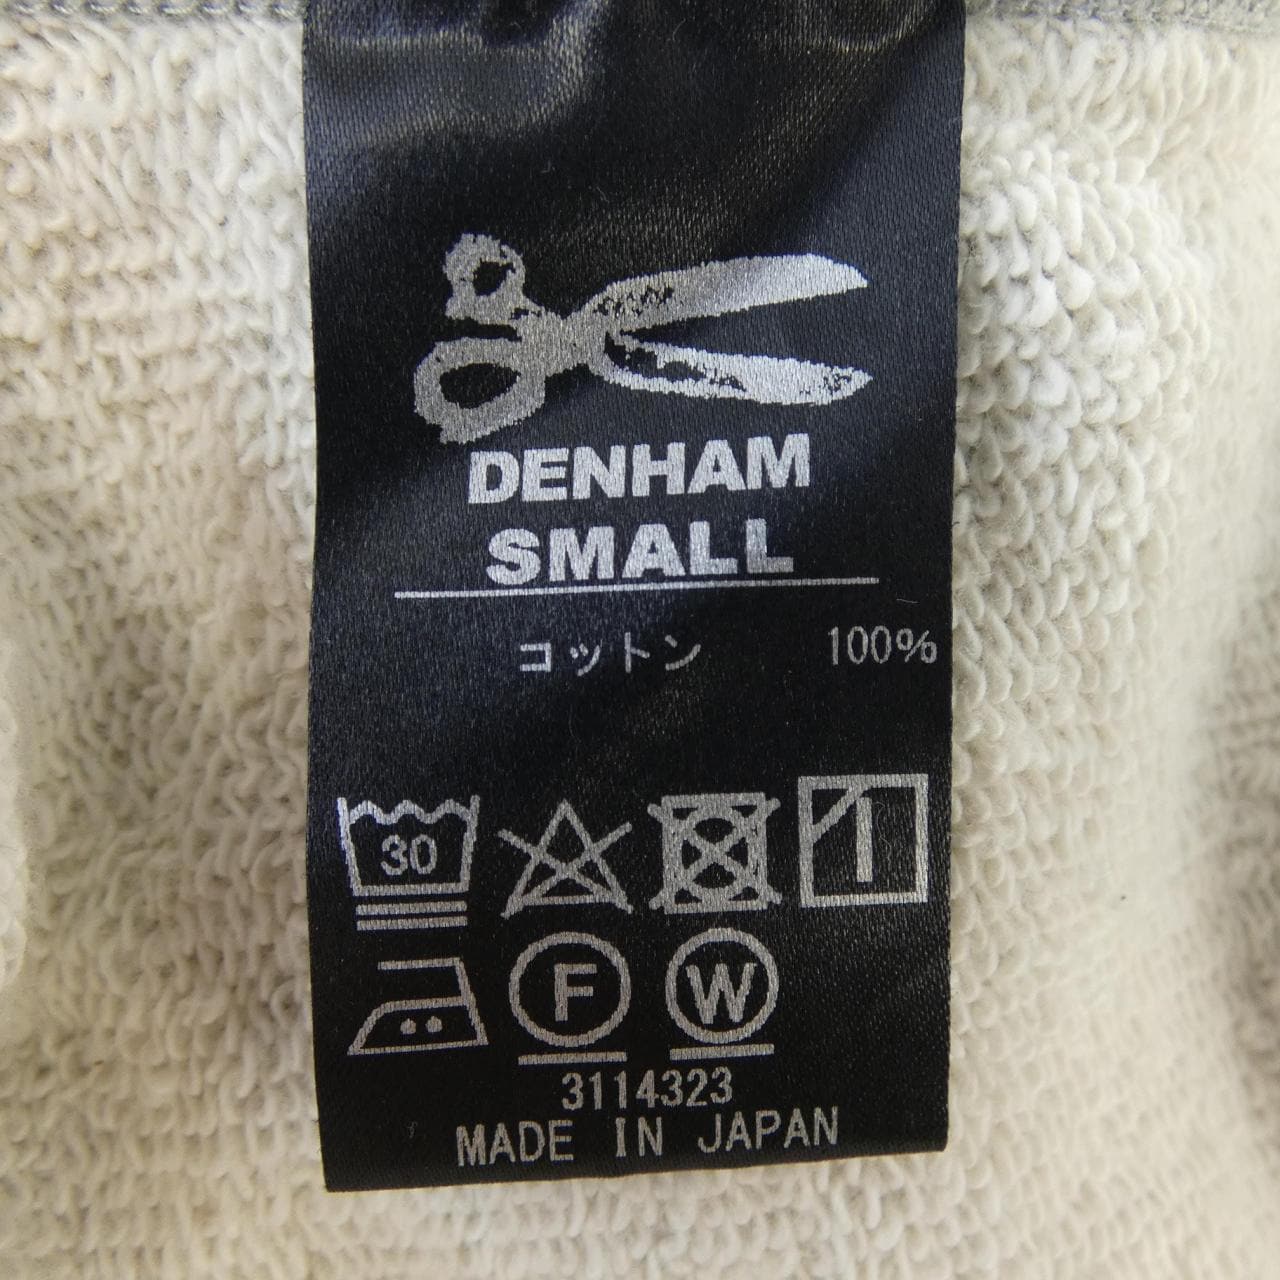 DENHAM
SMALL
コットン 100%
30
F W
3114323
MADE IN JAPAN